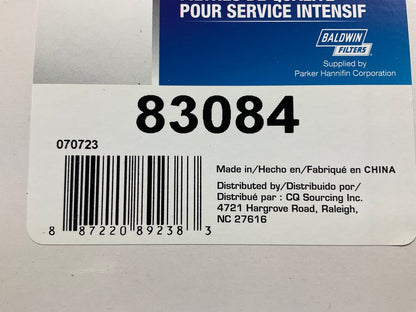 POUR SERVICE INTENSIF
BALDWIN
FILTERS
Supplied by
Parker Hannifin Corporation
83084
070723
Made in/Hecho en/Fabriqué en CHINA
Distributed by/Distribuido por/
Distribué par : CQ Sourcing Inc.
4721 Hargrove Road, Raleigh,
NC 27616
8 87220 89238 3